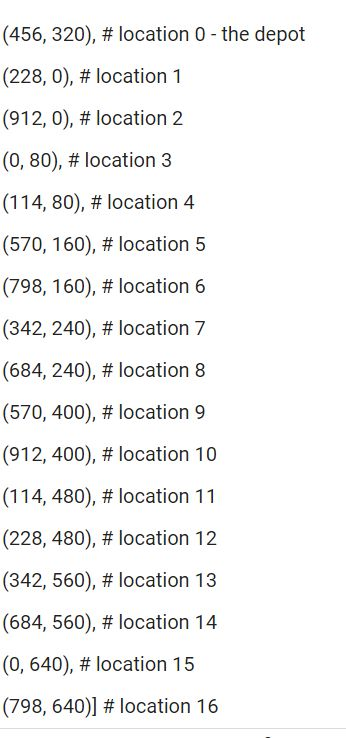 (456, 320), # location 0 - the depot
(228, 0), # location 1
(912, 0), # location 2
(0, 80), # location 3
(114, 80), # location 4
(570, 160), # location 5
(798, 160), # location 6
(342, 240), # location 7
(684, 240), # location 8
(570, 400), # location 9
(912, 400), # location 10
(114, 480), # location 11
(228, 480), # location 12
(342, 560), # location 13
(684, 560), # location 14
(0, 640), # location 15
(798, 640)] # location 16